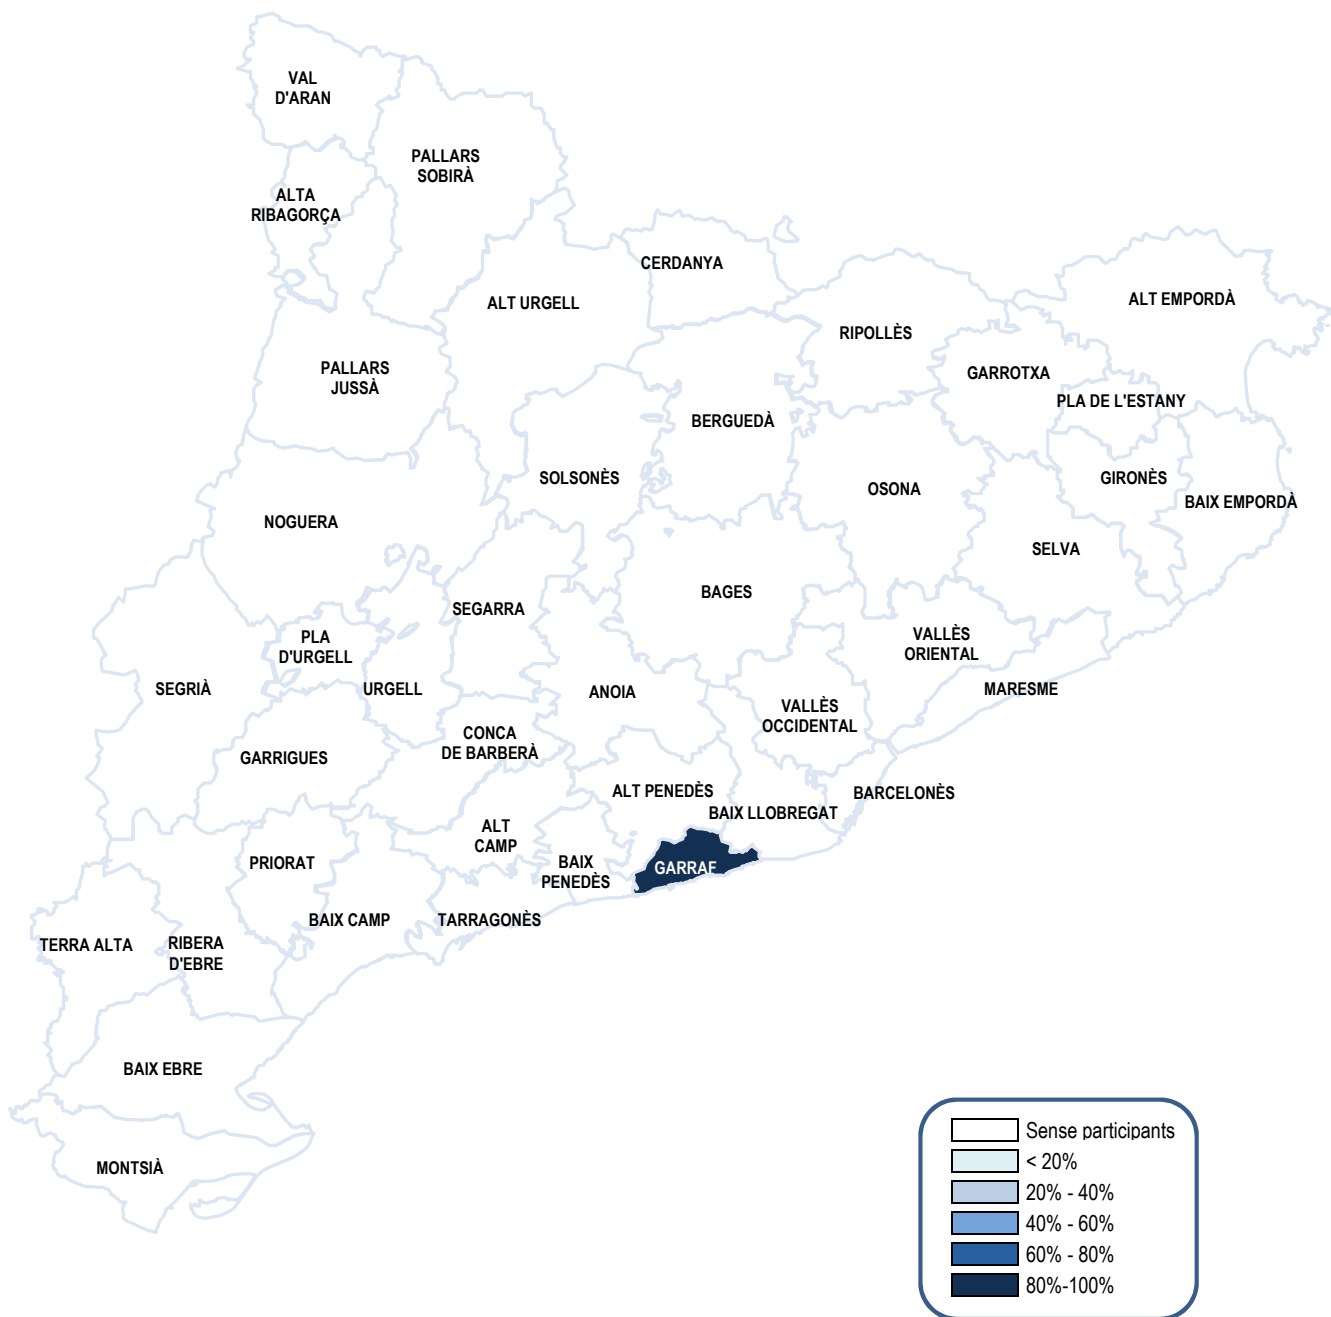 VAL
D'ARAN
PALLARS
SOBIRÀ
ALTA
RIBAGORÇA
CERDANYA
ALT URGELL
ALT EMPORDÀ
RIPOLLÈS
PALLARS
JUSSÀ
GARROTXA
PLA DE L'ESTANY
BERGUEDÀ
SOLSONÈS
GIRONÈS
OSONA
BAIX EMPORDÀ
NOGUERA
SELVA
BAGES
SEGARRA
PLA
D'URGELL
VALLÈS
ORIENTAL
SEGRIÀ
URGELL
ANOIA
MARESME
VALLÈS
OCCIDENTAL
CONCA
DE BARBERÀ
GARRIGUES
ALT PENEDÈS
BARCELONÈS
BAIX LLOBREGAT
ALT
CAMP
PRIORAT
BAIX
PENEDÈS
GARRAF
BAIX CAMP
TARRAGONÈS
TERRA ALTA
RIBERA
D'EBRE
BAIX EBRE
MONTSIÀ
Sense participants
< 20%
20% - 40%
40% - 60%
60% - 80%
80%-100%